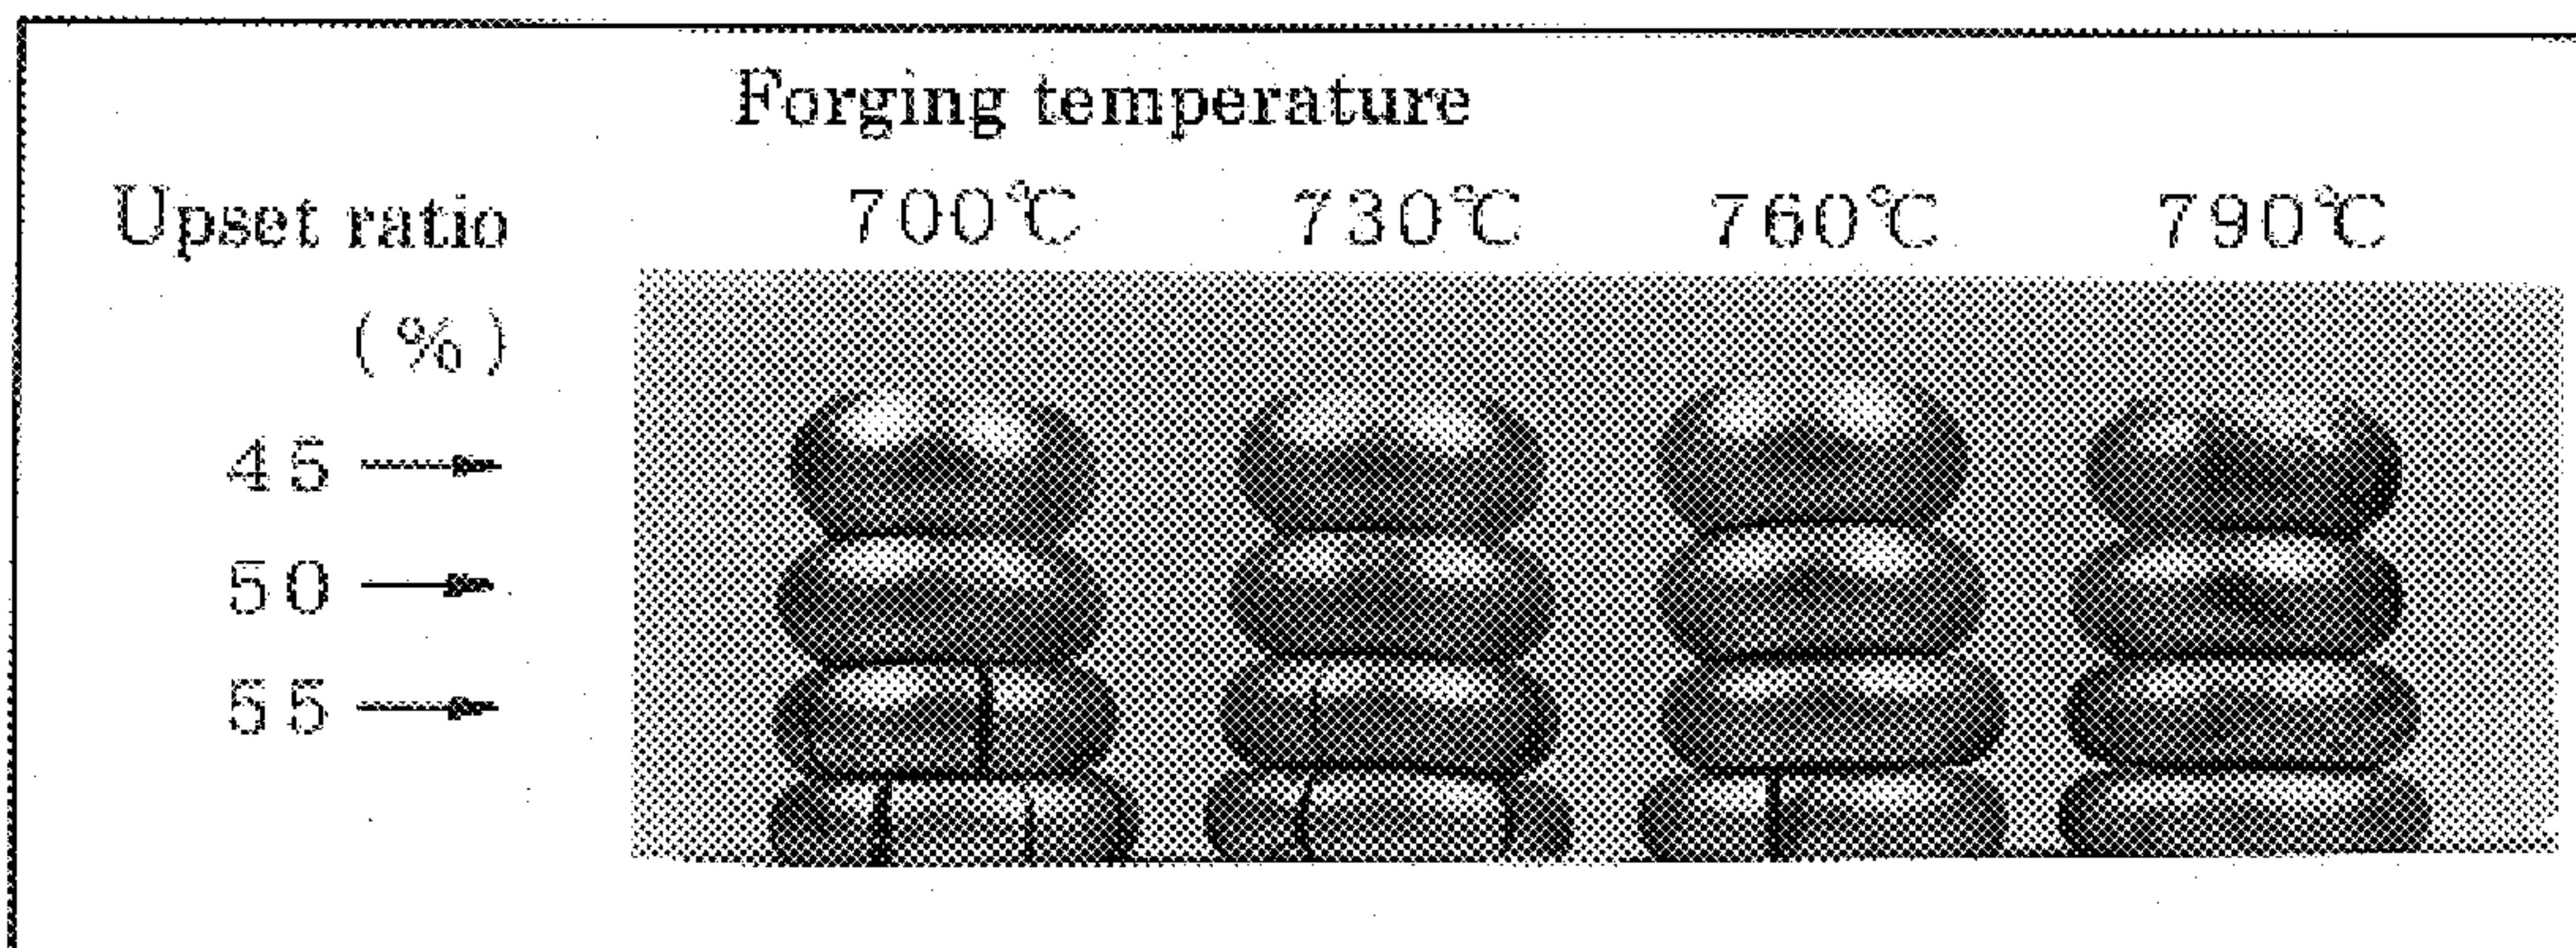 Forging temperature
Upset ratio 700℃ 730℃ 760℃ 790℃
(%)
45
50
55